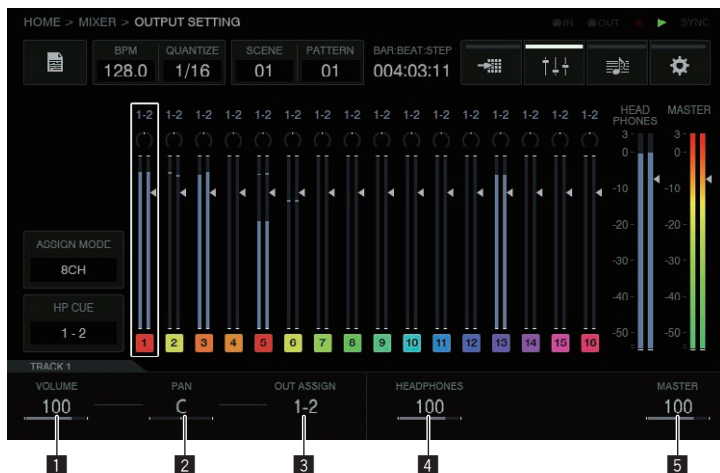 HOME > MIXER > OUTPUT SETTING
IN OUT SYNC
BPM QUANTIZE SCENE PATTERN BAR:BEAT:STEP
128.0 1/16 01 01 004:03:11
1-2 1-2 1-2 1-2 1-2 1-2 1-2 1-2 1-2 1-2 1-2 1-2 1-2 1-2 1-2 1-2
HEAD PHONES MASTER
3 3
0 0
-10 -10
-20 -20
-30 -30
-40 -40
-50 -50
ASSIGN MODE
8CH
HP CUE
1 - 2
1 2 3 4 5 6 7 8 9 10 11 12 13 14 15 16
TRACK 1
VOLUME PAN OUT ASSIGN HEADPHONES MASTER
100 C 1-2 100 100
1 2 3 4 5